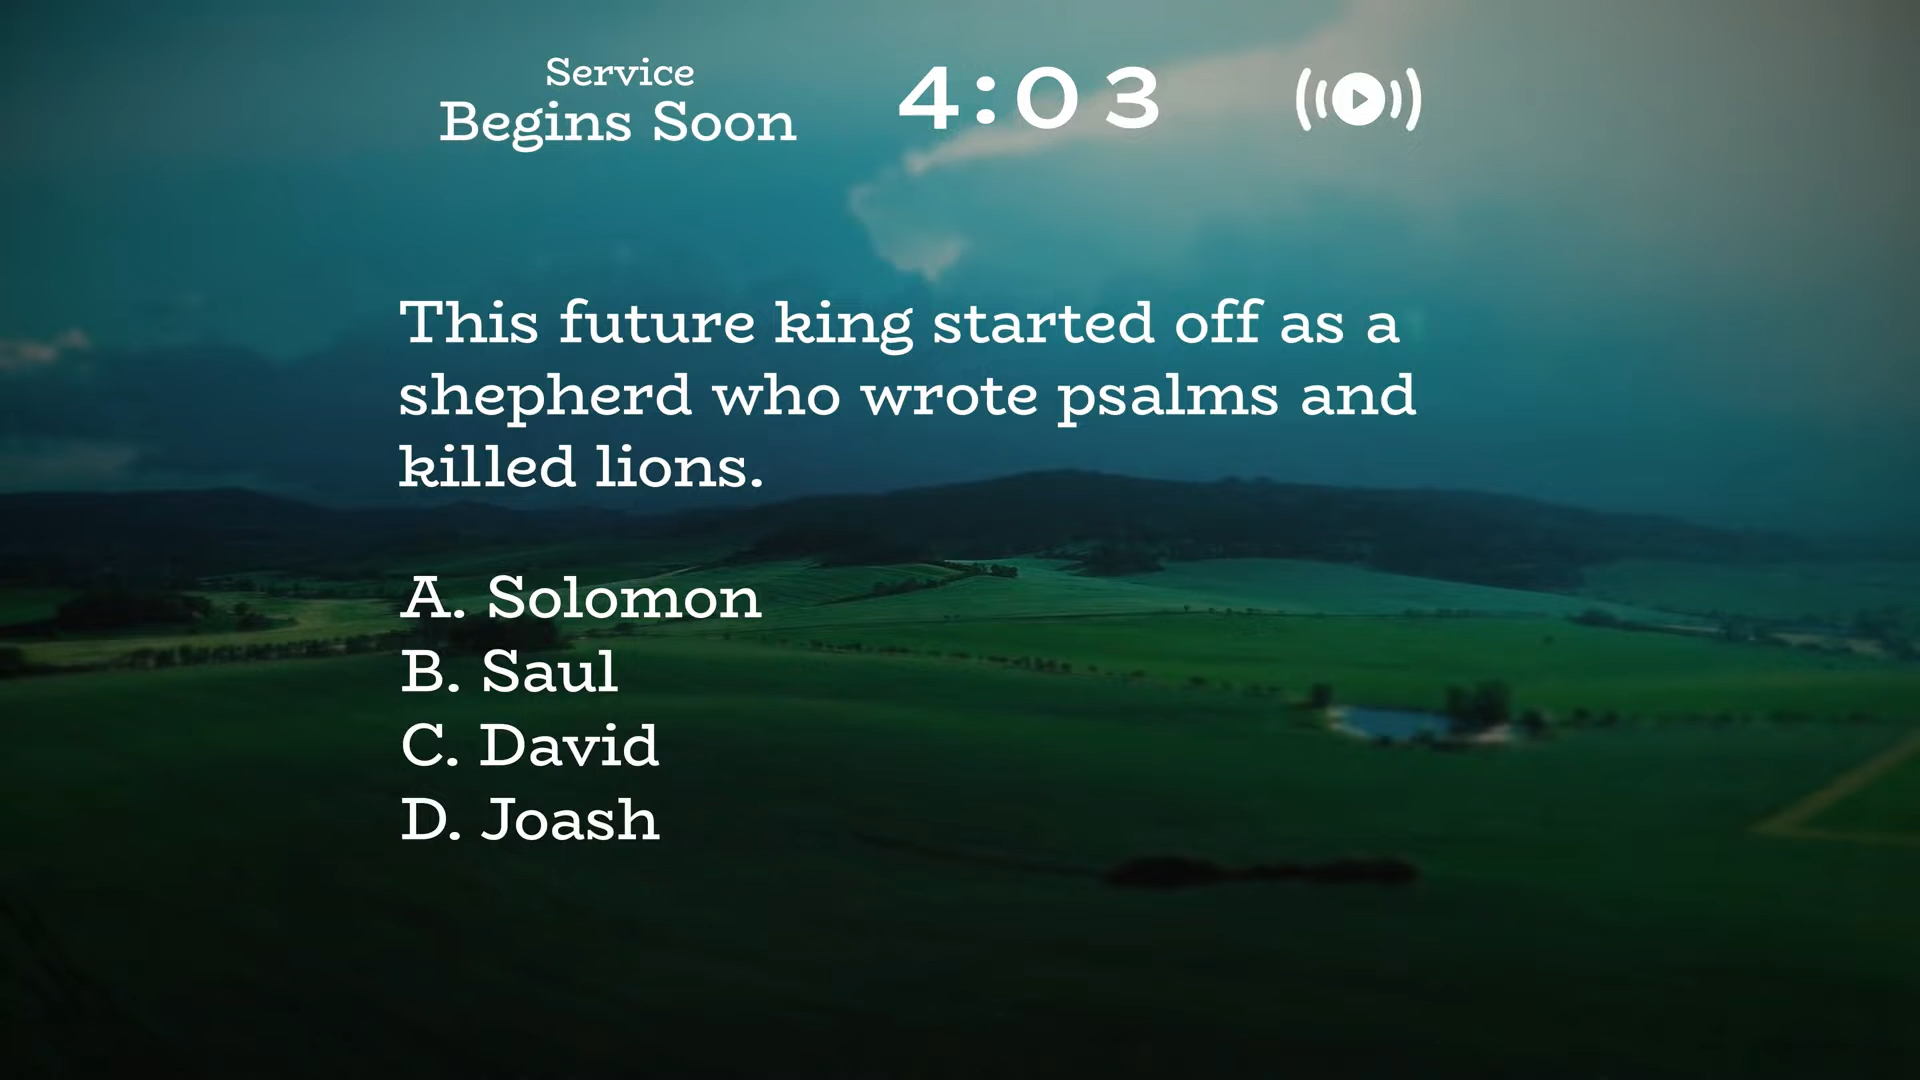 Service
Begins Soon
4:03
This future king started off as a
shepherd who wrote psalms and
killed lions.
A. Solomon
B. Saul
C. David
D. Joash